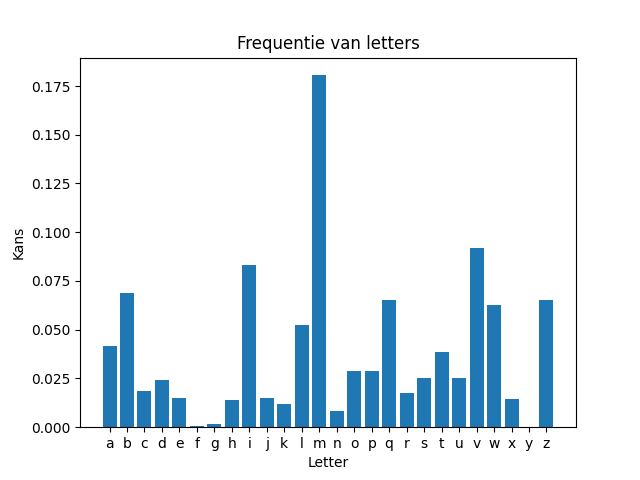 Frequentie van letters
0.175
0.150
0.125
0.100
0.075
0.050
0.025
0.000
Kans
a b c d e f g h i j k l m n o p q r s t u v w x y z
Letter